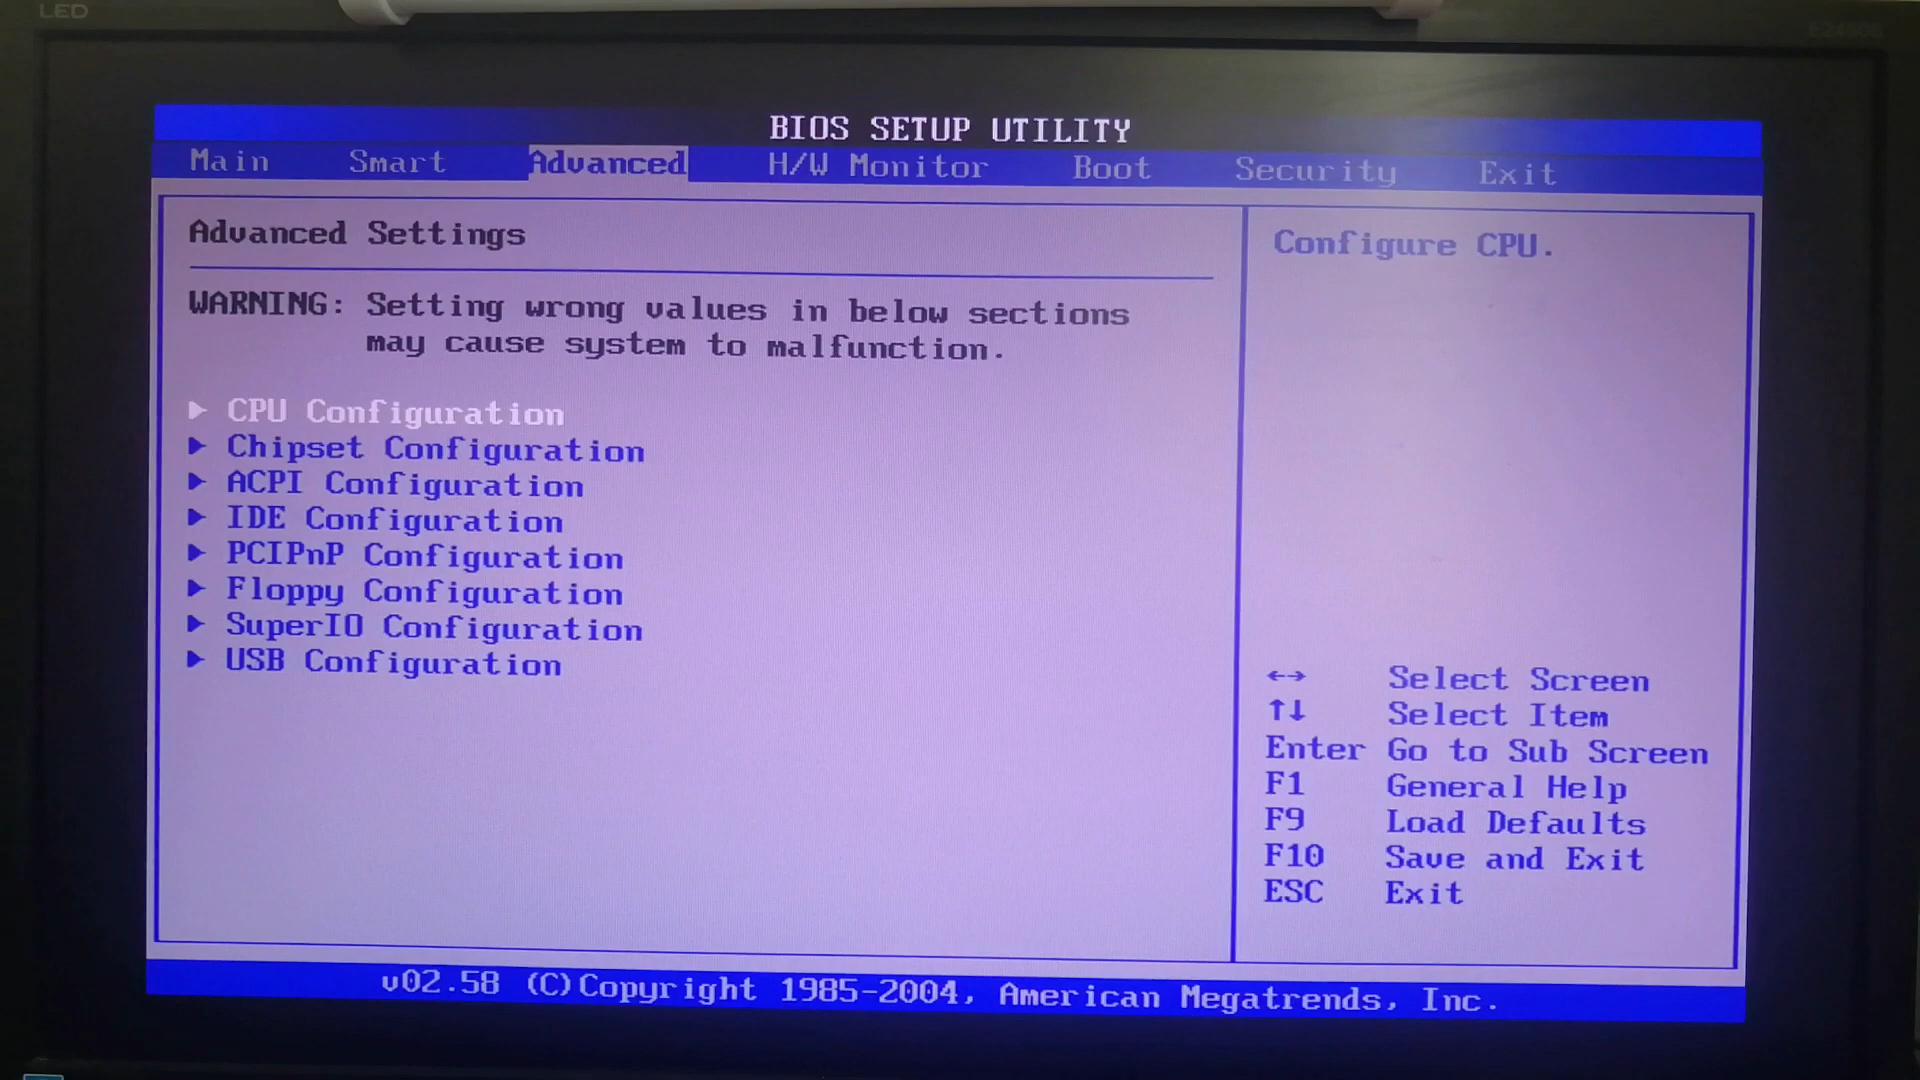 LED
BIOS SETUP UTILITY
Main Smart Advanced H/W Monitor Boot Security Exit
Advanced Settings
WARNING: Setting wrong values in below sections
may cause system to malfunction.
CPU Configuration
Chipset Configuration
ACPI Configuration
IDE Configuration
PCIPnP Configuration
Floppy Configuration
SuperIO Configuration
USB Configuration
Configure CPU.
←→ Select Screen
↑↓ Select Item
Enter Go to Sub Screen
F1 General Help
F9 Load Defaults
F10 Save and Exit
ESC Exit
v02.58 (C)Copyright 1985-2004, American Megatrends, Inc.